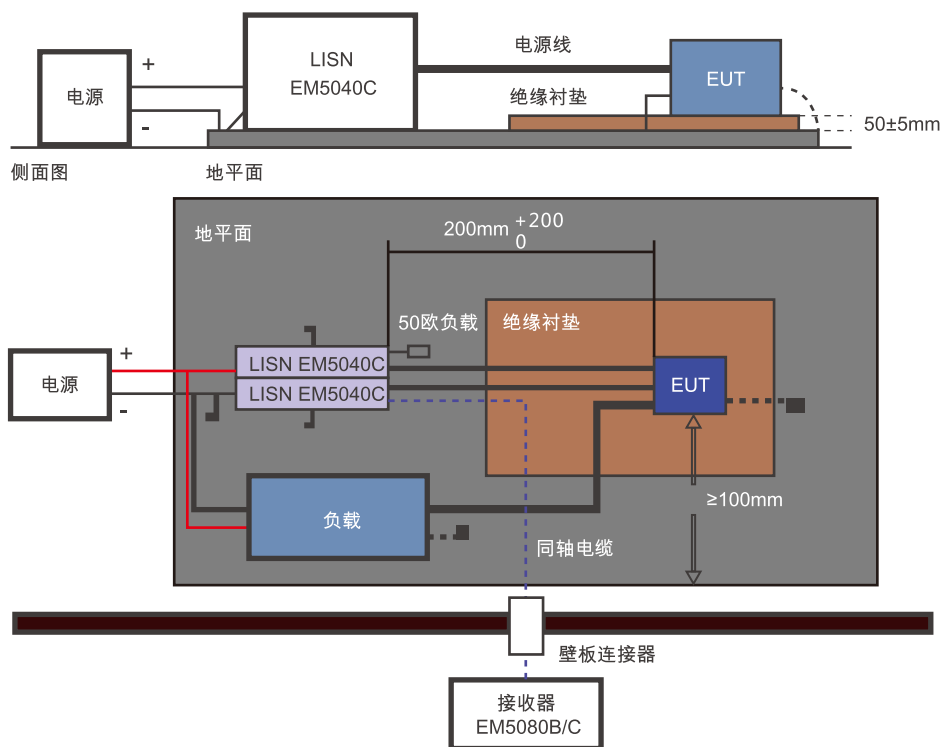 电源
+
-
LISN
EM5040C
电源线
绝缘衬垫
EUT
50±5mm
侧面图
地平面
地平面
200mm +200
0
50欧负载
绝缘衬垫
电源
+
-
LISN EM5040C
LISN EM5040C
EUT
≥100mm
负载
同轴电缆
壁板连接器
接收器
EM5080B/C